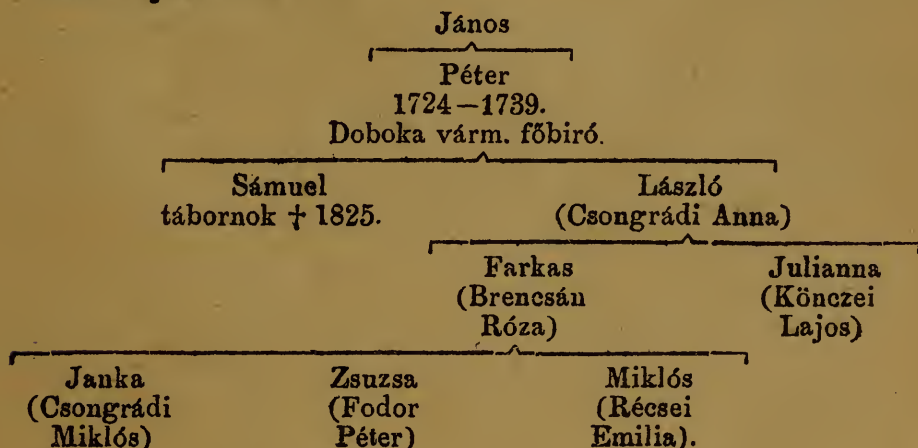 János
Péter
1724—1739.
Doboka várm. főbiró.
Sámuel László
tábornok † 1825. (Csongrádi Anna)
Farkas Julianna
(Brencsán (Könczei
Róza) Lajos)
Janka Zsuzsa Miklós
(Csongrádi (Fodor (Récsei
Miklós) Péter) Emilia).